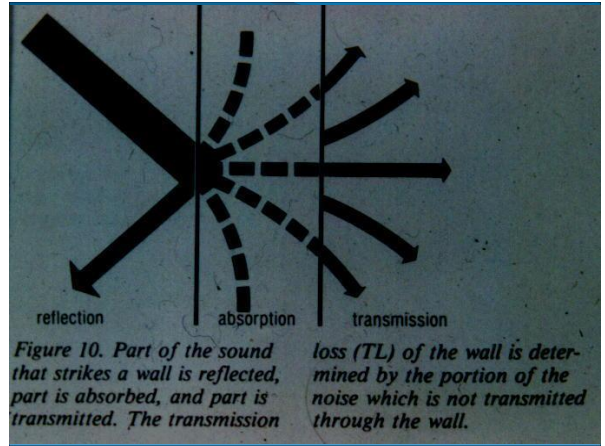 reflection
absorption
transmission
Figure 10. Part of the sound
that strikes a wall is reflected,
part is absorbed, and part is
transmitted. The transmission
loss (TL) of the wall is deter-
mined by the portion of the
noise which is not transmitted
through the wall.